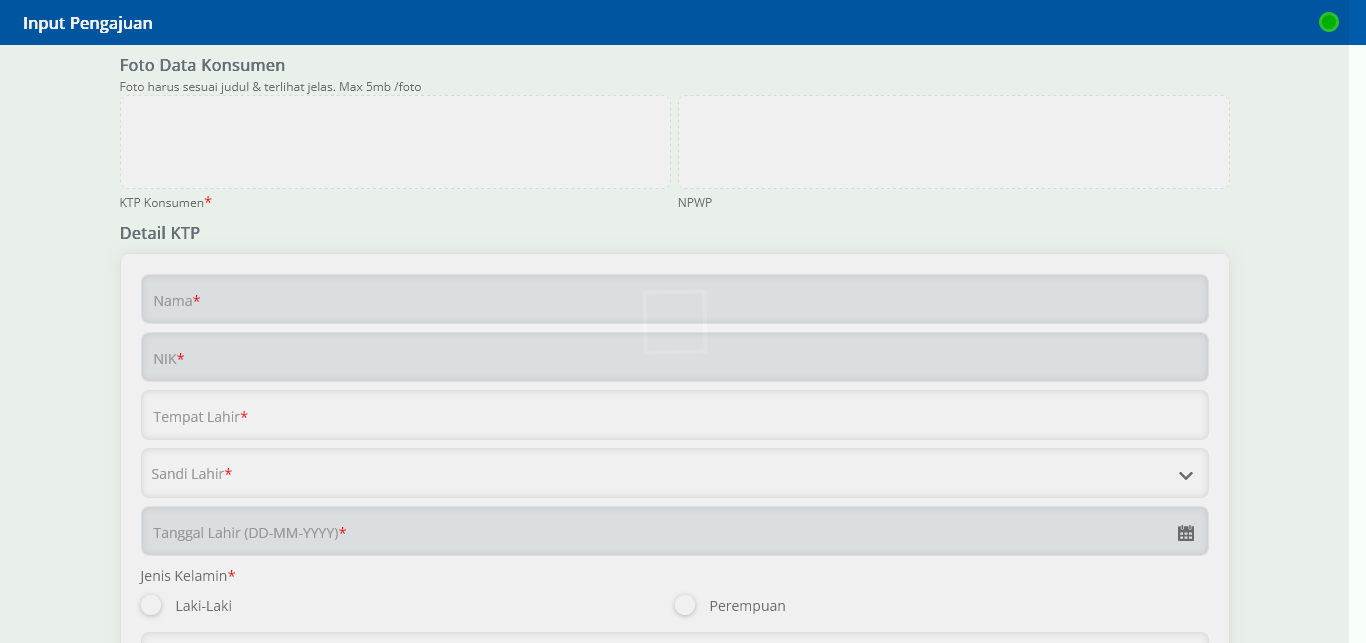 Input Pengajuan
Foto Data Konsumen
Foto harus sesuai judul & terlihat jelas. Max 5mb /foto
KTP Konsumen*
NPWP
Detail KTP
Nama*
NIK*
Tempat Lahir*
Sandi Lahir*
Tanggal Lahir (DD-MM-YYYY)*
Jenis Kelamin*
Laki-Laki
Perempuan